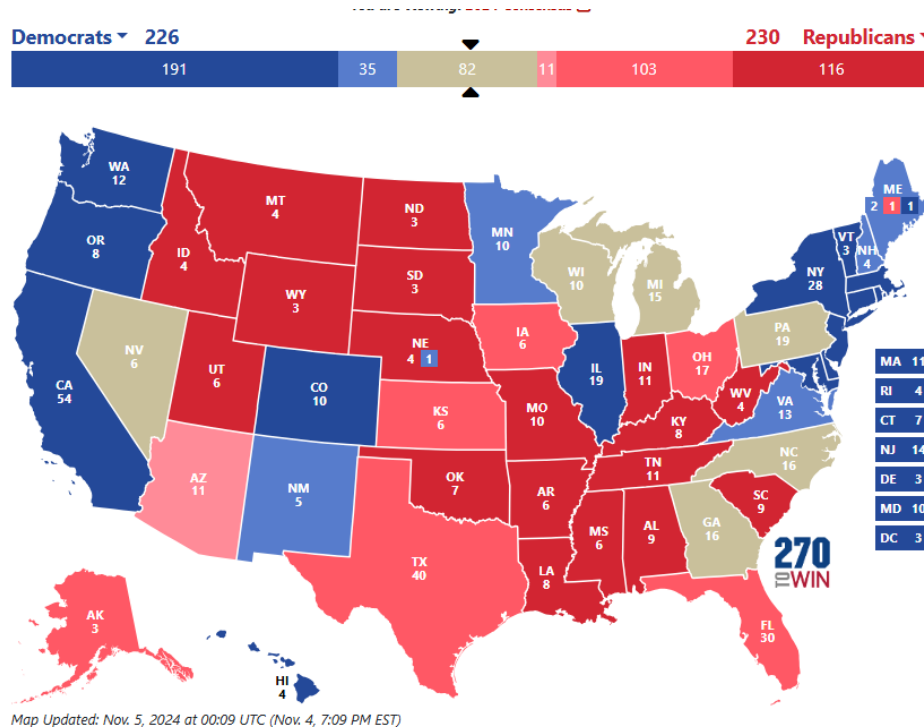 Democrats 226
230 Republicans
191 35 82 11 103 116
WA
12
OR
8
CA
54
NV
6
ID
4
MT
4
WY
3
UT
6
AZ
11
CO
10
NM
5
ND
3
SD
3
NE
4 1
KS
6
OK
7
TX
40
MN
10
IA
6
MO
10
AR
6
LA
8
WI
10
IL
19
MI
15
IN
11
OH
17
KY
8
TN
11
MS
6
AL
9
GA
16
FL
30
SC
9
NC
16
VA
13
WV
4
PA
19
NY
28
VT
3
NH
4
ME
2 1 1
MA 11
RI 4
CT 7
NJ 14
DE 3
MD 10
DC 3
AK
3
HI
4
270
TO WIN
Map Updated: Nov. 5, 2024 at 00:09 UTC (Nov. 4, 7:09 PM EST)